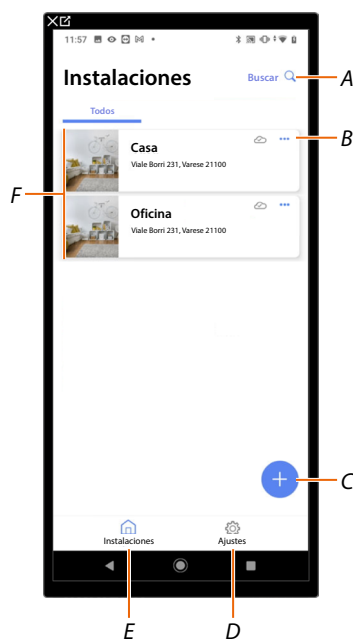 11:57
Instalaciones
Buscar
A
Todos
Casa
B
Viale Borri 231, Varese 21100
F
Oficina
Viale Borri 231, Varese 21100
C
Instalaciones
Ajustes
E
D